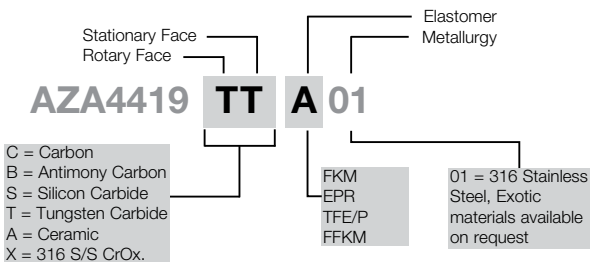 Elastomer
Stationary Face
Metallurgy
Rotary Face
AZA4419 TT A 01
C = Carbon
B = Antimony Carbon
S = Silicon Carbide
T = Tungsten Carbide
A = Ceramic
X = 316 S/S CrOx.
FKM
EPR
TFE/P
FFKM
01 = 316 Stainless
Steel, Exotic
materials available
on request